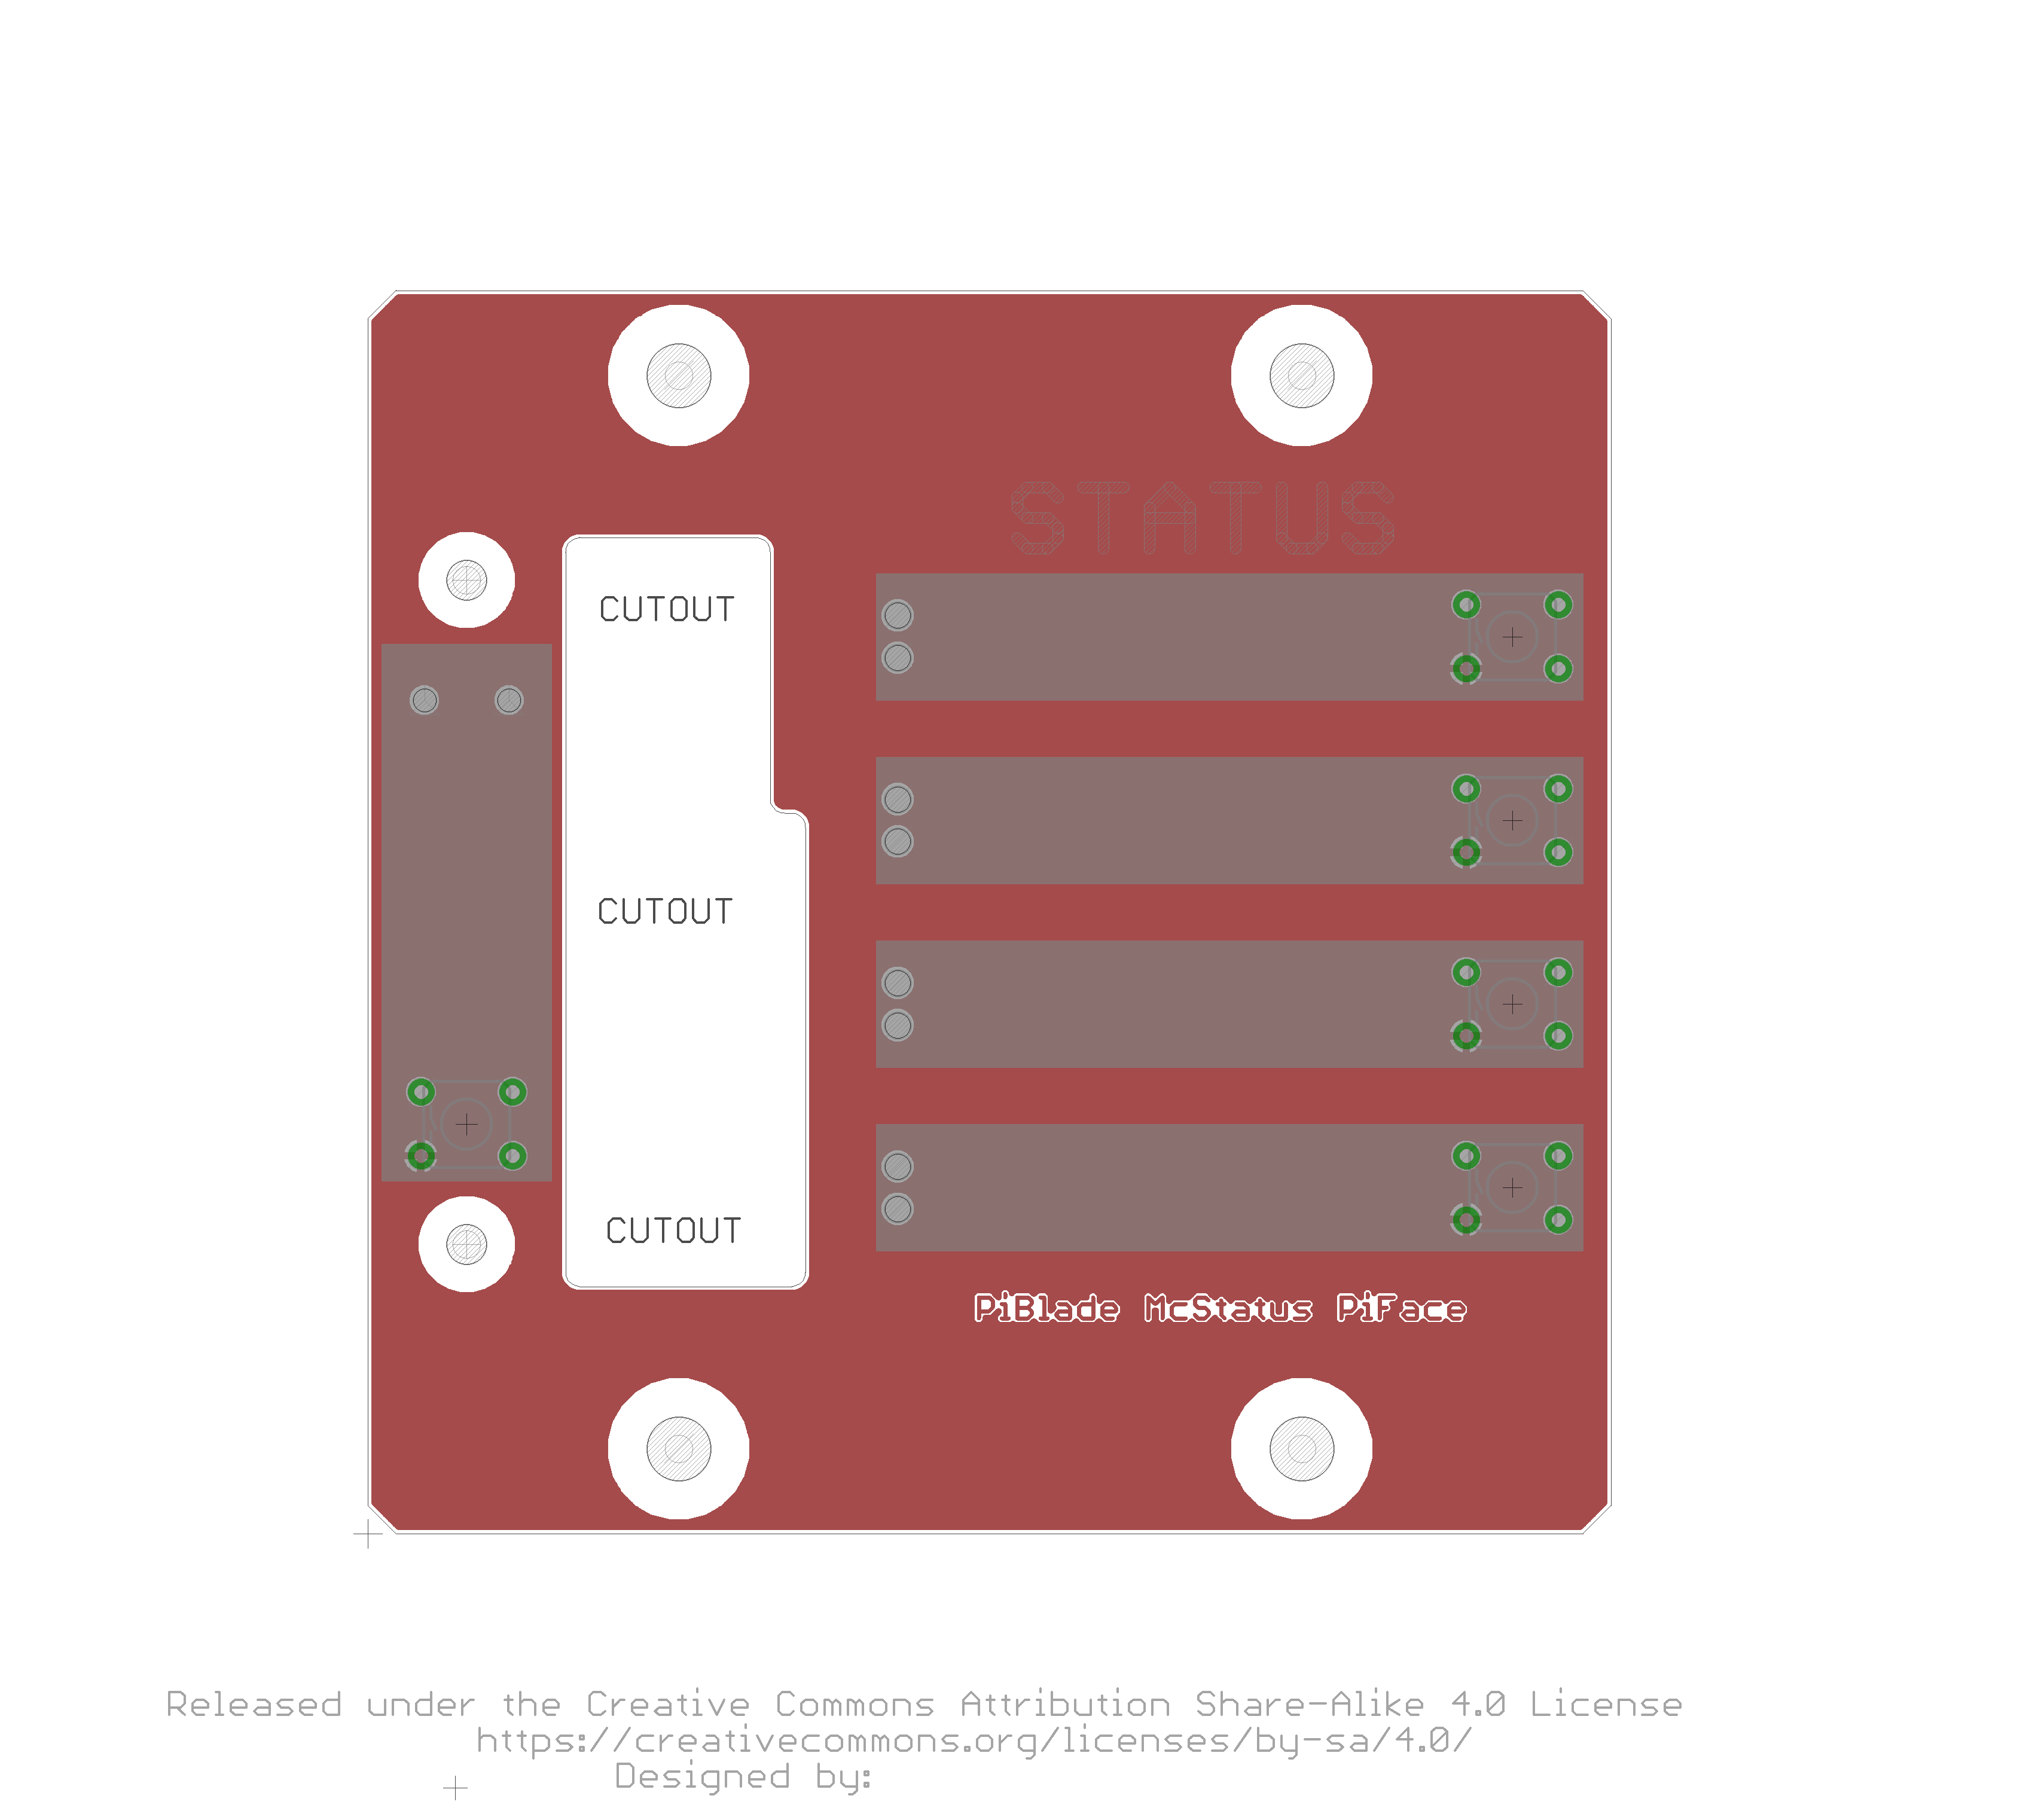 STATUS
CUTOUT
CUTOUT
CUTOUT
PiBlade McStatus PiFace
Released under the Creative Commons Attribution Share-Alike 4.0 License
https://creativecommons.org/licenses/by-sa/4.0/
Designed by: